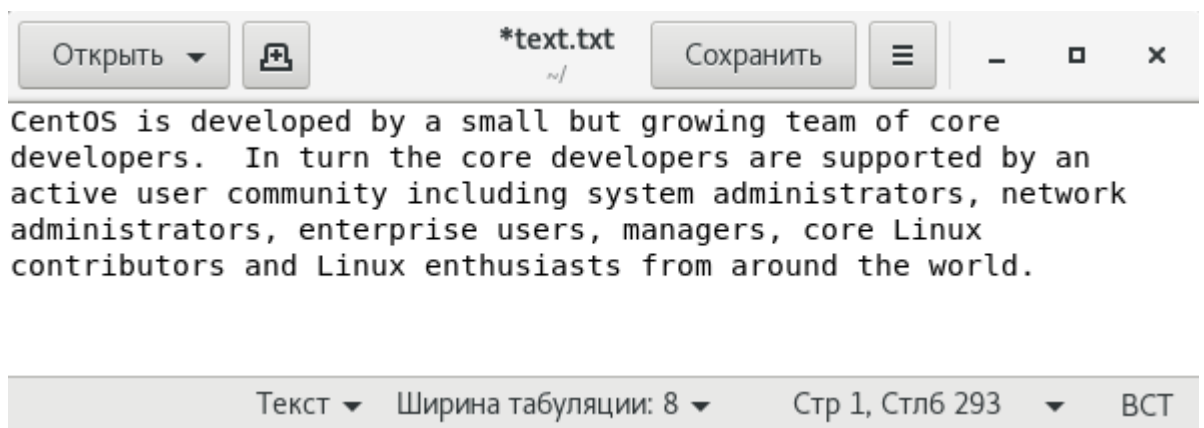 Открыть
*text.txt
~/
Сохранить
CentOS is developed by a small but growing team of core
developers.  In turn the core developers are supported by an
active user community including system administrators, network
administrators, enterprise users, managers, core Linux
contributors and Linux enthusiasts from around the world.
Текст Ширина табуляции: 8 Стр 1, Стлб 293 ВСТ